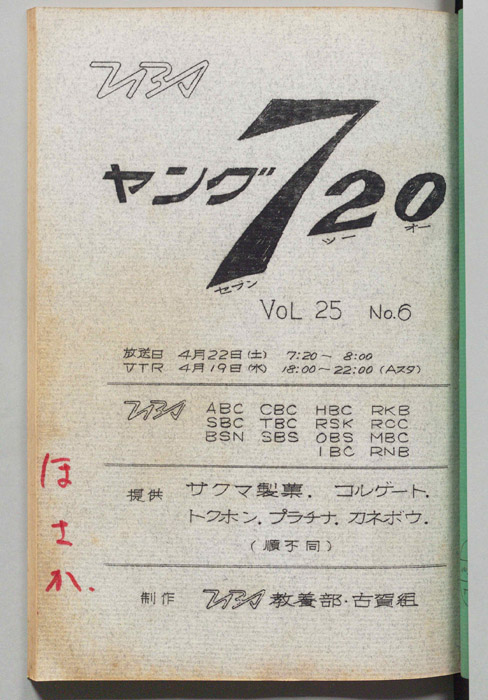 TBS
ヤング720
セブン ツー オー
VOL 25 No.6
放送日 4月22日(土) 7:20～ 8:00
VTR 4月19日(水) 18:00～22:00 (Aスタ)
TBS ABC CBC HBC RKB
SBC TBC RSK RCC
BSN SBS OBS MBC
IBC RNB
提供 サクマ製菓. コルゲート.
トクホン. プラチナ. カネボウ.
(順不同)
制作 TBS 教養部・古賀組
ほさか.